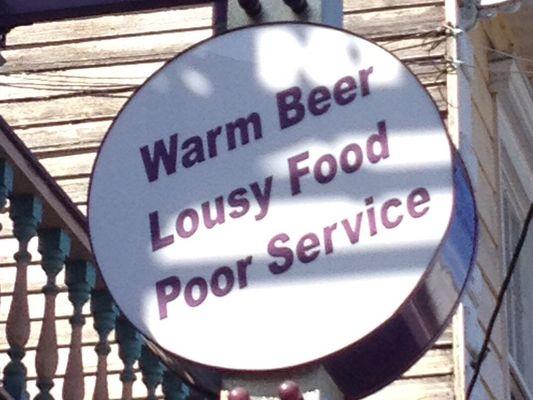 Warm Beer
Lousy Food
Poor Service